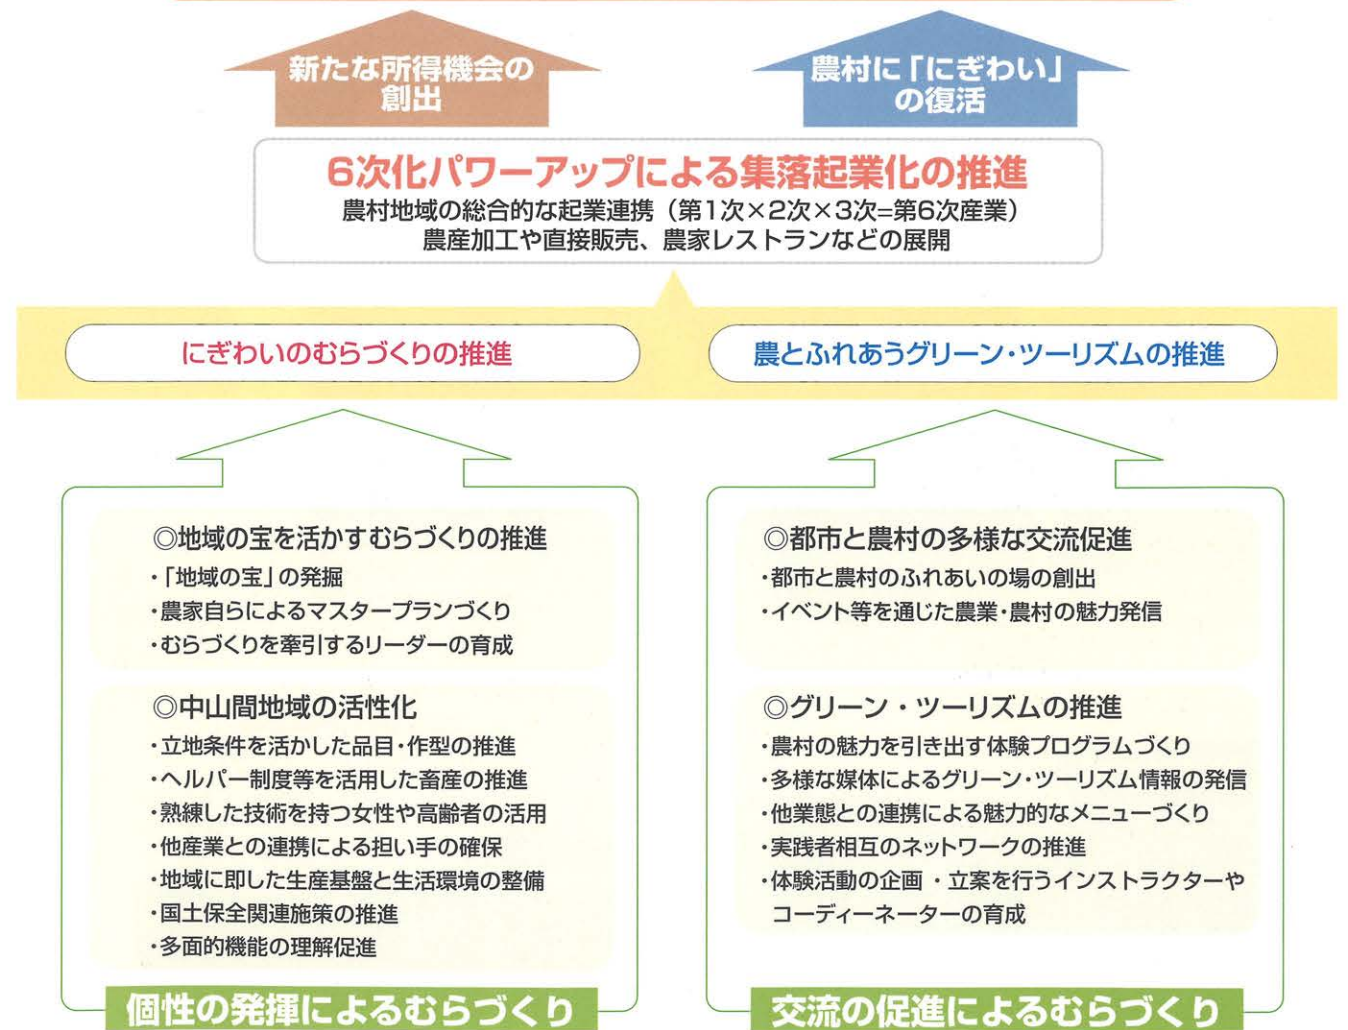 新たな所得機会の
創出
農村に「にぎわい」
の復活
6次化パワーアップによる集落起業化の推進
農村地域の総合的な起業連携（第1次×2次×3次=第6次産業）
農産加工や直接販売、農家レストランなどの展開
にぎわいのむらづくりの推進
農とふれあうグリーン・ツーリズムの推進
◎地域の宝を活かすむらづくりの推進
・「地域の宝」の発掘
・農家自らによるマスタープランづくり
・むらづくりを牽引するリーダーの育成
◎中山間地域の活性化
・立地条件を活かした品目・作型の推進
・ヘルパー制度等を活用した畜産の推進
・熟練した技術を持つ女性や高齢者の活用
・他産業との連携による担い手の確保
・地域に即した生産基盤と生活環境の整備
・国土保全関連施策の推進
・多面的機能の理解促進
個性の発揮によるむらづくり
◎都市と農村の多様な交流促進
・都市と農村のふれあいの場の創出
・イベント等を通じた農業・農村の魅力発信
◎グリーン・ツーリズムの推進
・農村の魅力を引き出す体験プログラムづくり
・多様な媒体によるグリーン・ツーリズム情報の発信
・他業態との連携による魅力的なメニューづくり
・実践者相互のネットワークの推進
・体験活動の企画・立案を行うインストラクターや
コーディーネーターの育成
交流の促進によるむらづくり